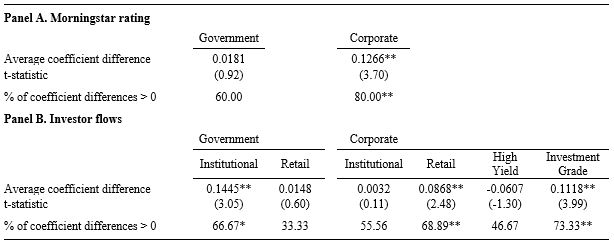 Panel A. Morningstar rating
Government Corporate
Average coefficient difference 0.0181 0.1266**
t-statistic (0.92) (3.70)
% of coefficient differences > 0 60.00 80.00**
Panel B. Investor flows
Government Corporate
Institutional Retail Institutional Retail High Yield Investment Grade
Average coefficient difference 0.1445** 0.0148 0.0032 0.0868** -0.0607 0.1118**
t-statistic (3.05) (0.60) (0.11) (2.48) (-1.30) (3.99)
% of coefficient differences > 0 66.67* 33.33 55.56 68.89** 46.67 73.33**